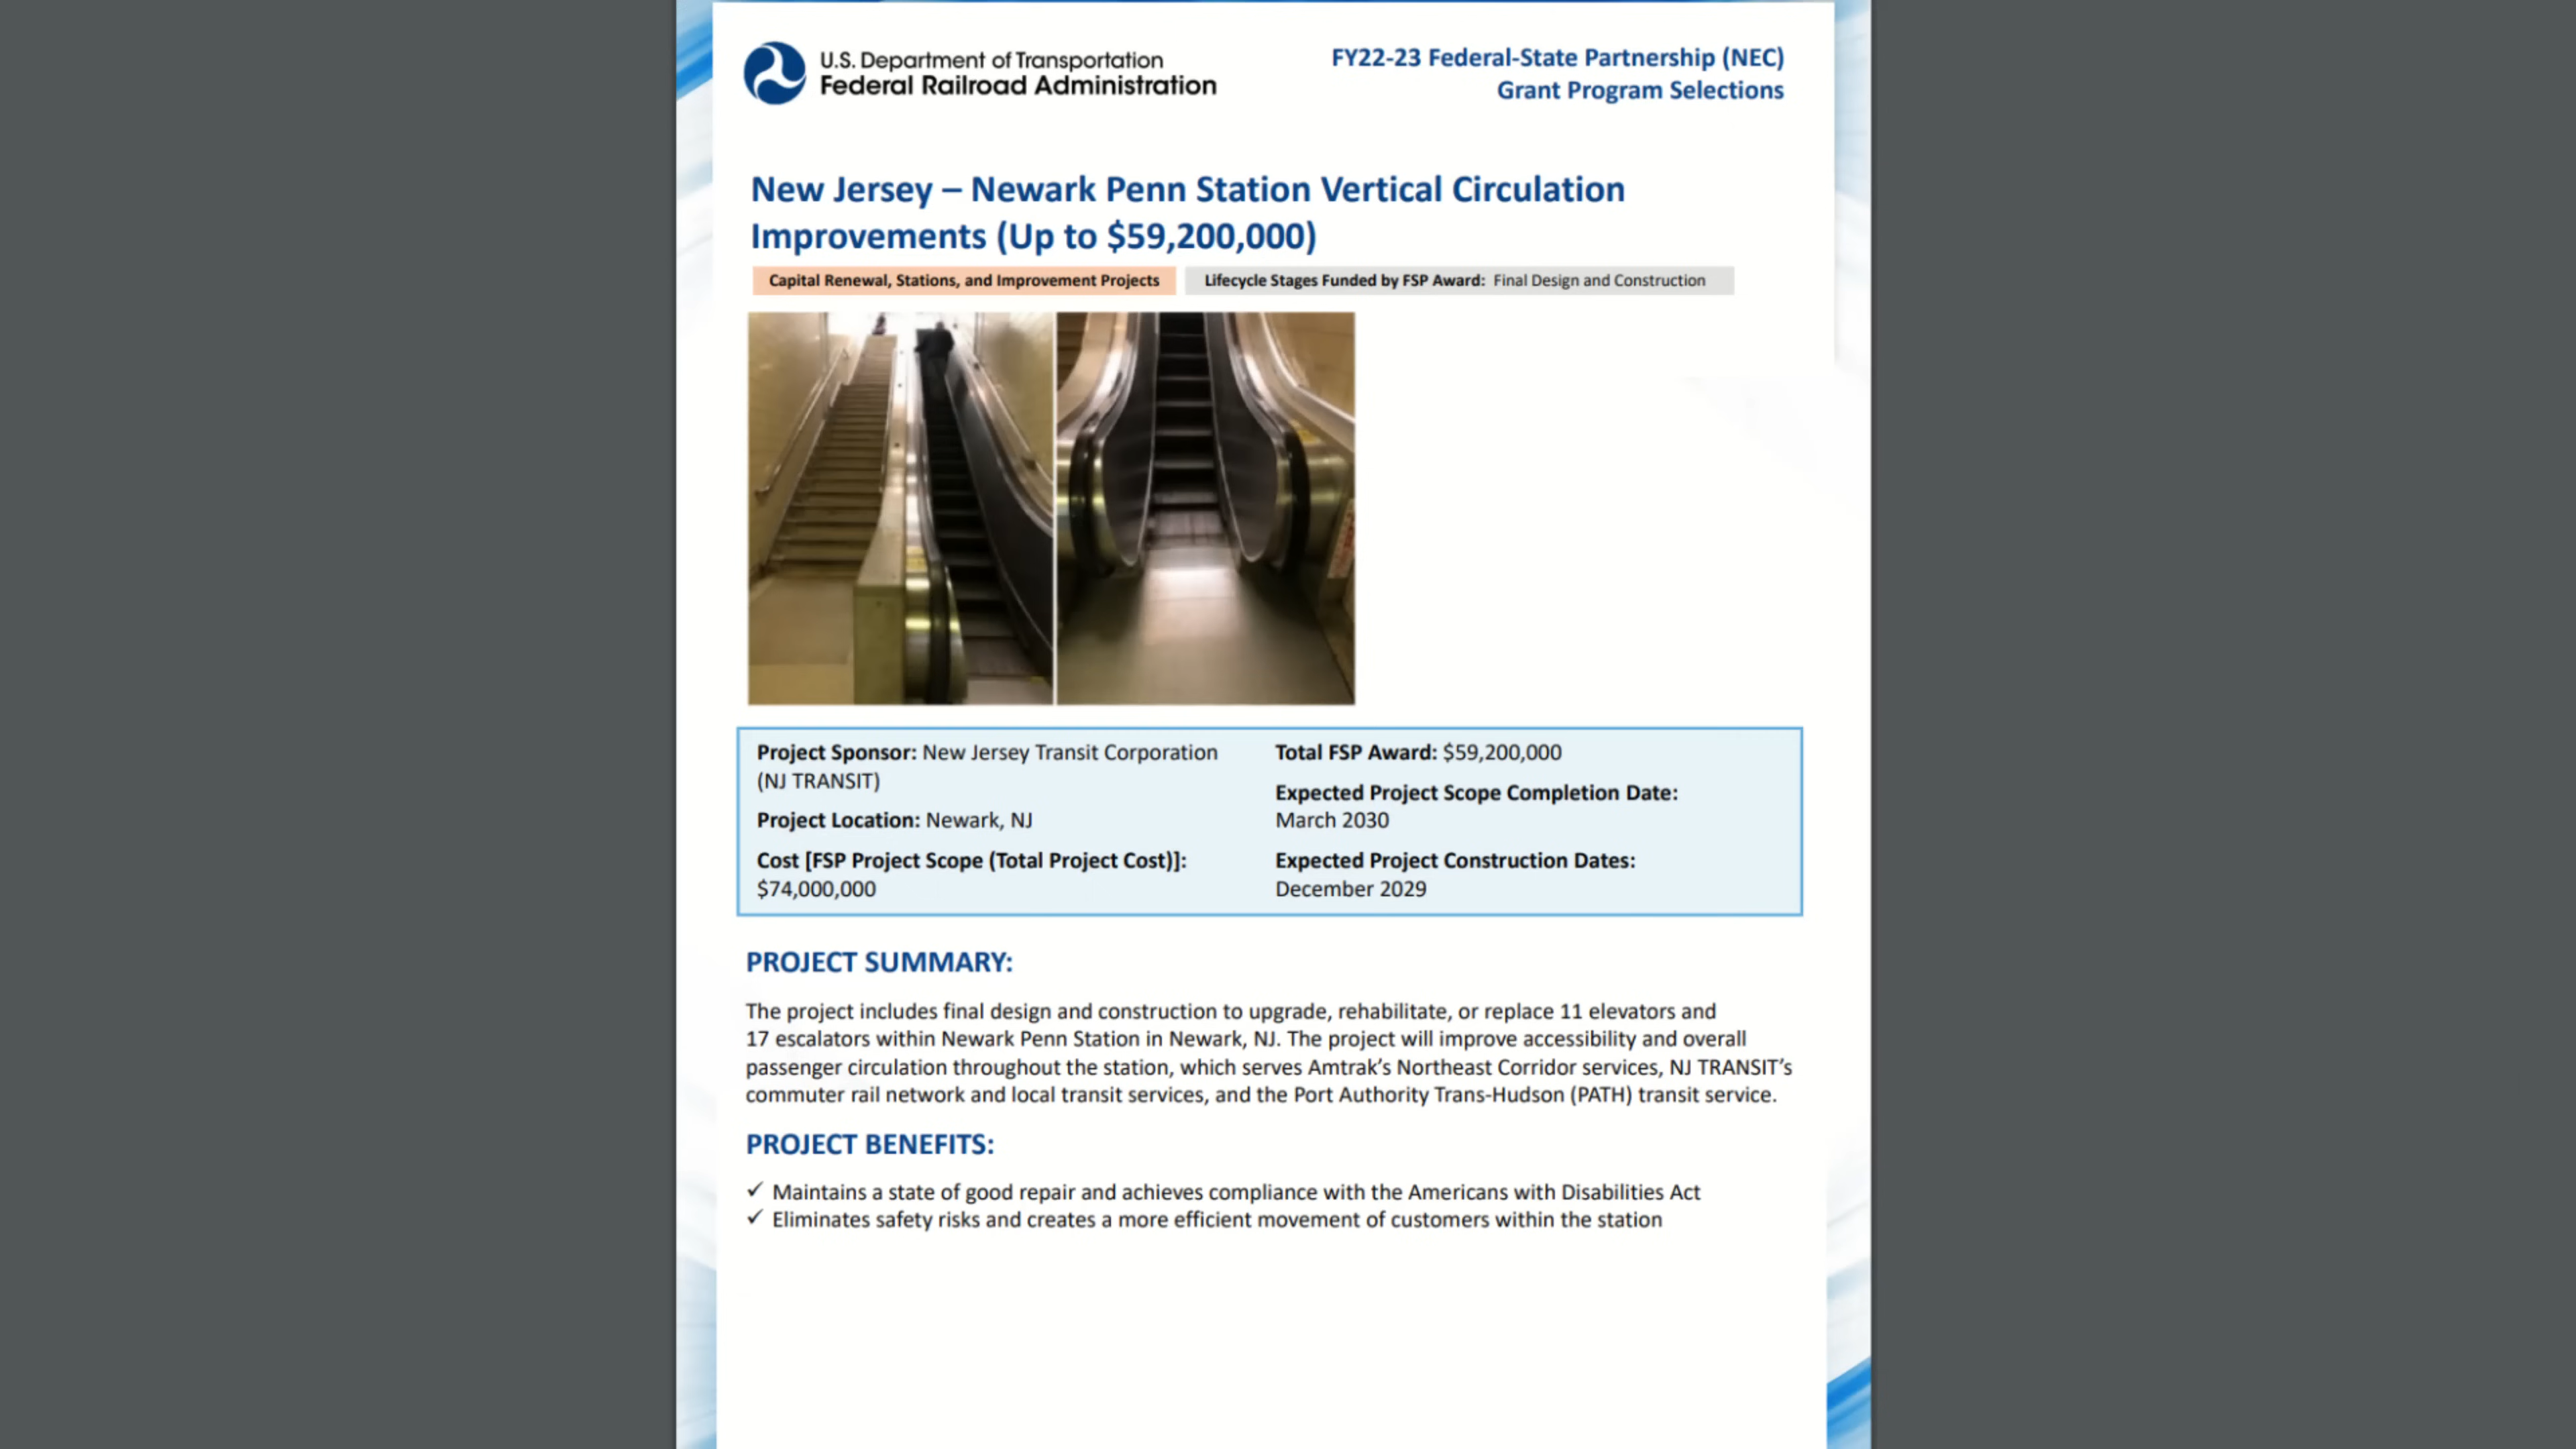 U.S. Department of Transportation
Federal Railroad Administration
FY22-23 Federal-State Partnership (NEC)
Grant Program Selections
New Jersey – Newark Penn Station Vertical Circulation
Improvements (Up to $59,200,000)
Capital Renewal, Stations, and Improvement Projects
Lifecycle Stages Funded by FSP Award: Final Design and Construction
Project Sponsor: New Jersey Transit Corporation
(NJ TRANSIT)
Project Location: Newark, NJ
Cost [FSP Project Scope (Total Project Cost)]:
$74,000,000
Total FSP Award: $59,200,000
Expected Project Scope Completion Date:
March 2030
Expected Project Construction Dates:
December 2029
PROJECT SUMMARY:
The project includes final design and construction to upgrade, rehabilitate, or replace 11 elevators and
17 escalators within Newark Penn Station in Newark, NJ. The project will improve accessibility and overall
passenger circulation throughout the station, which serves Amtrak’s Northeast Corridor services, NJ TRANSIT’s
commuter rail network and local transit services, and the Port Authority Trans-Hudson (PATH) transit service.
PROJECT BENEFITS:
✓ Maintains a state of good repair and achieves compliance with the Americans with Disabilities Act
✓ Eliminates safety risks and creates a more efficient movement of customers within the station